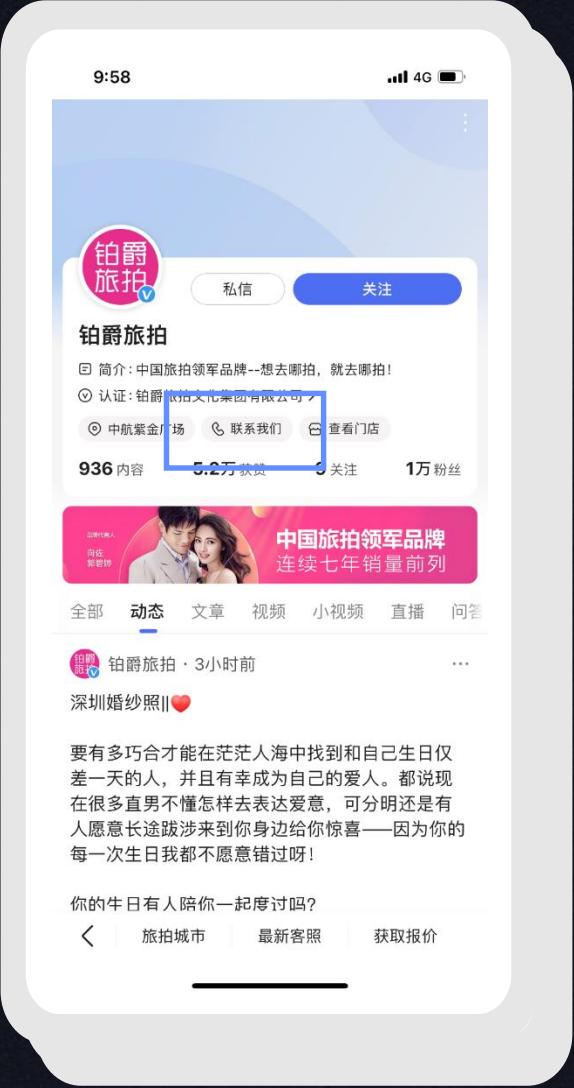 9:58
4G
铂爵
旅拍
私信
关注
铂爵旅拍
简介:中国旅拍领军品牌--想去哪拍，就去哪拍!
认证:铂爵旅拍文化集团有限公司
中航紫金广场
联系我们
查看门店
936 内容
5.2万 获赞
关注
1万 粉丝
品牌代言人
向佐
郭碧婷
中国旅拍领军品牌
连续七年销量前列
全部 动态 文章 视频 小视频 直播 问答
铂爵旅拍 · 3小时前
深圳婚纱照||❤️
要有多巧合才能在茫茫人海中找到和自己生日仅
差一天的人，并且有幸成为自己的爱人。都说现
在很多直男不懂怎样去表达爱意，可分明还是有
人愿意长途跋涉来到你身边给你惊喜——因为你的
每一次生日我都不愿意错过呀!
你的生日有人陪你一起度过吗?
旅拍城市 最新客照 获取报价